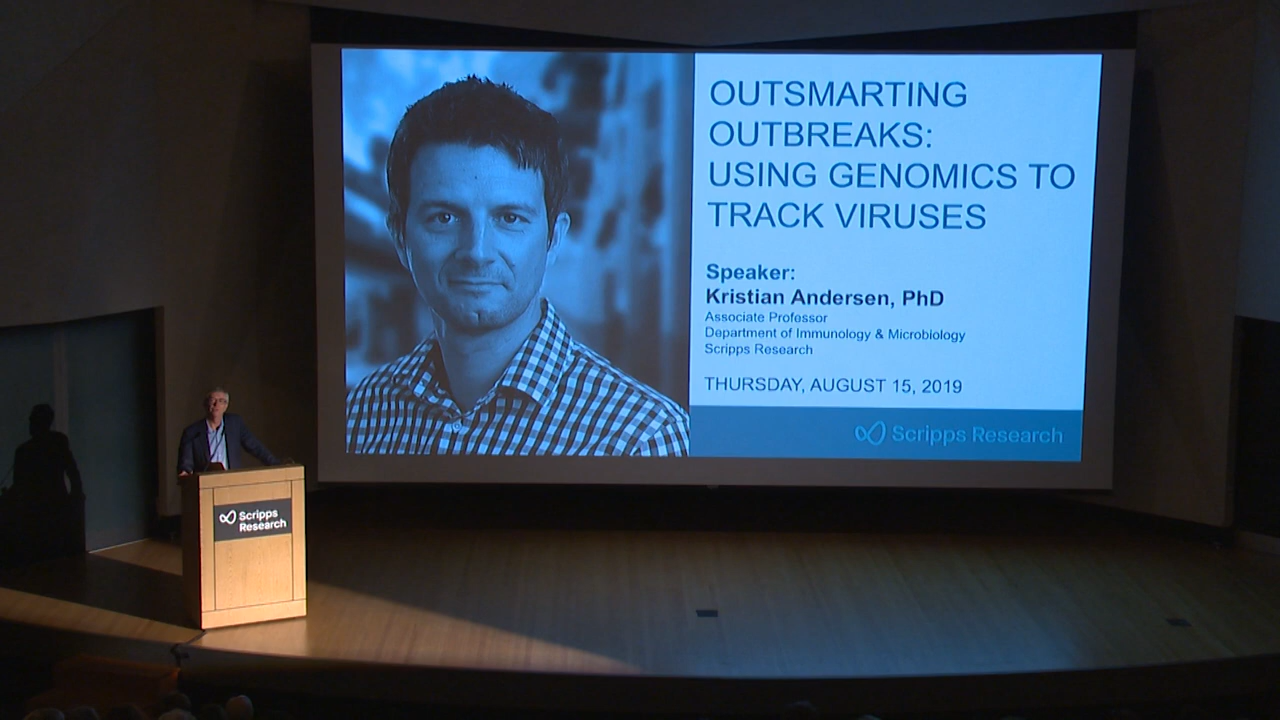 OUTSMARTING
OUTBREAKS:
USING GENOMICS TO
TRACK VIRUSES
Speaker:
Kristian Andersen, PhD
Associate Professor
Department of Immunology & Microbiology
Scripps Research
THURSDAY, AUGUST 15, 2019
Scripps Research
Scripps
Research